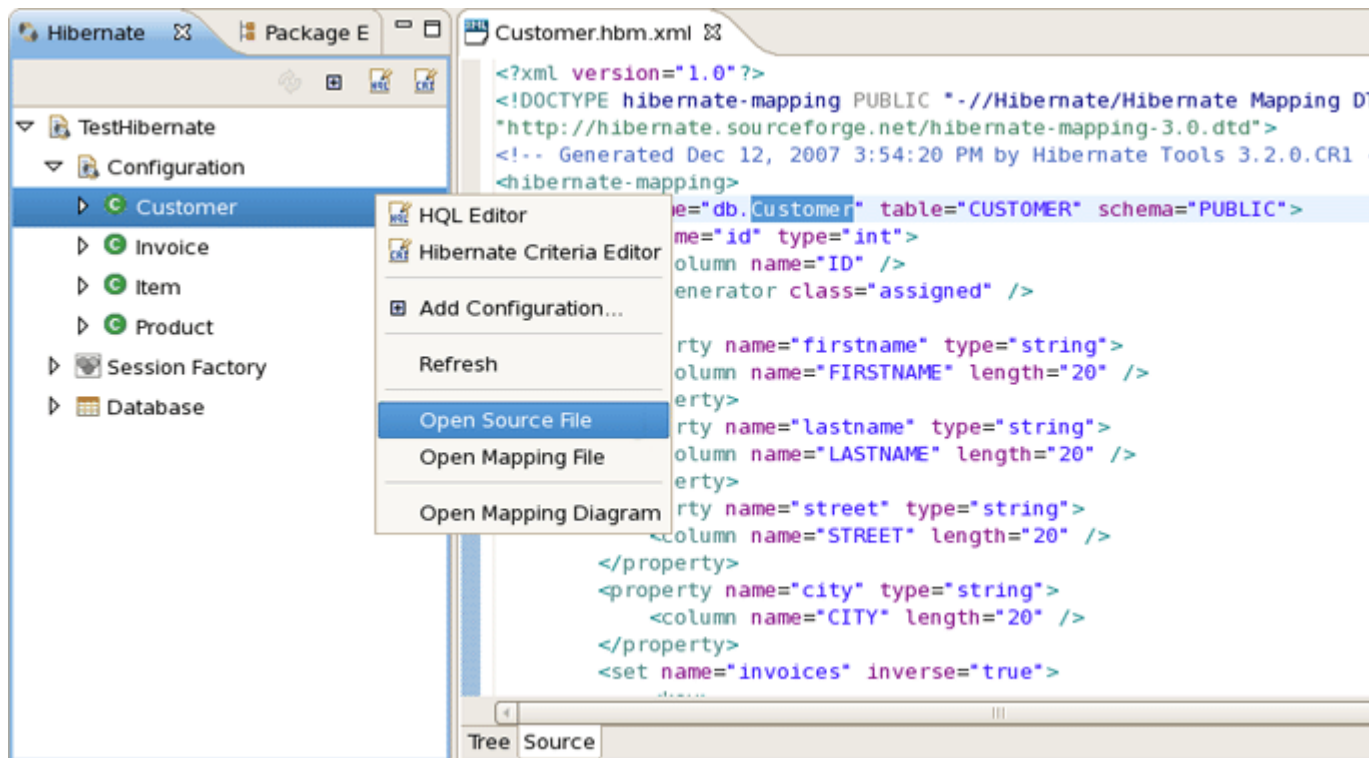 Hibernate
Package E
Customer.hbm.xml
TestHibernate
Configuration
Customer
Invoice
Item
Product
Session Factory
Database
HQL Editor
Hibernate Criteria Editor
Add Configuration...
Refresh
Open Source File
Open Mapping File
Open Mapping Diagram
<?xml version="1.0"?>
<!DOCTYPE hibernate-mapping PUBLIC "-//Hibernate/Hibernate Mapping DT
"http://hibernate.sourceforge.net/hibernate-mapping-3.0.dtd">
<!-- Generated Dec 12, 2007 3:54:20 PM by Hibernate Tools 3.2.0.CR1
<hibernate-mapping>
e="db.Customer" table="CUSTOMER" schema="PUBLIC">
me="id" type="int">
olumn name="ID" />
enerator class="assigned" />
rty name="firstname" type="string">
olumn name="FIRSTNAME" length="20" />
erty>
rty name="lastname" type="string">
olumn name="LASTNAME" length="20" />
erty>
rty name="street" type="string">
<column name="STREET" length="20" />
</property>
<property name="city" type="string">
<column name="CITY" length="20" />
</property>
<set name="invoices" inverse="true">
Tree Source